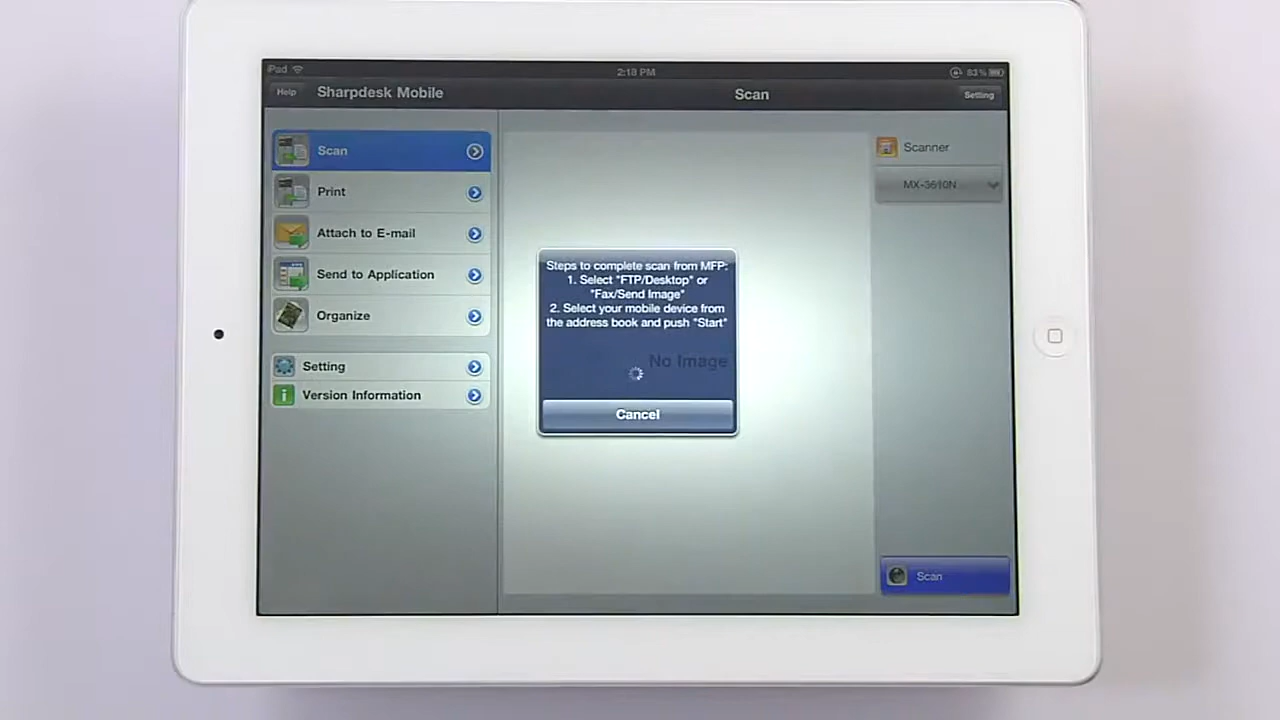 iPad 2:18 PM 83%
Help Sharpdesk Mobile Scan Setting
Scan
Print
Attach to E-mail
Send to Application
Organize
Setting
Version Information
Steps to complete scan from MFP:
1. Select "FTP/Desktop" or
"Fax/Send Image"
2. Select your mobile device from
the address book and push "Start"
No Image
Cancel
Scanner
MX-3610N
Scan